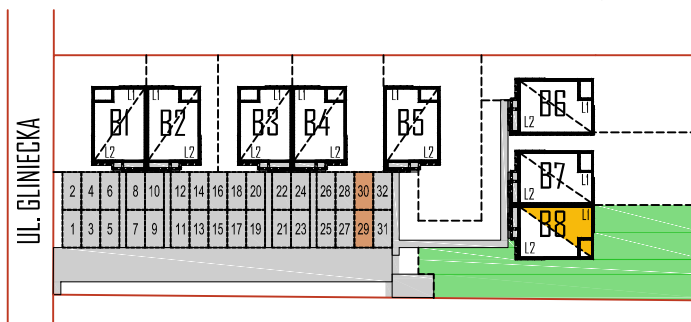 UL. GLINIECKA
B1 L1 L2
B2 L1 L2
B3 L1 L2
B4 L1 L2
B5 L1 L2
B6 L1 L2
B7 L1 L2
B8 L1 L2
2 4 6 8 10 12 14 16 18 20 22 24 26 28 30 32
1 3 5 7 9 11 13 15 17 19 21 23 25 27 29 31